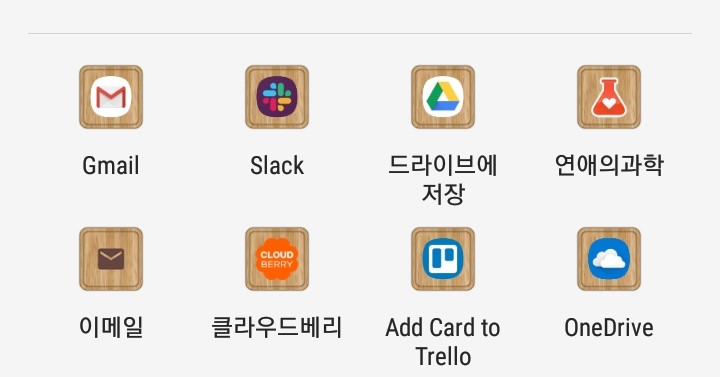 Gmail
Slack
드라이브에
저장
연애의과학
CLOUD
BERRY
이메일
클라우드베리
Add Card to
Trello
OneDrive